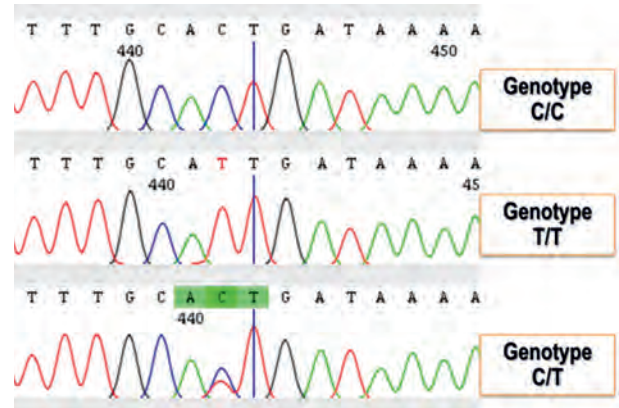 T T T G C A C T G A T A A A A
440 450
Genotype
C/C
T T T G C A T T G A T A A A A
440 45
Genotype
T/T
T T T G C A C T G A T A A A A
440
Genotype
C/T